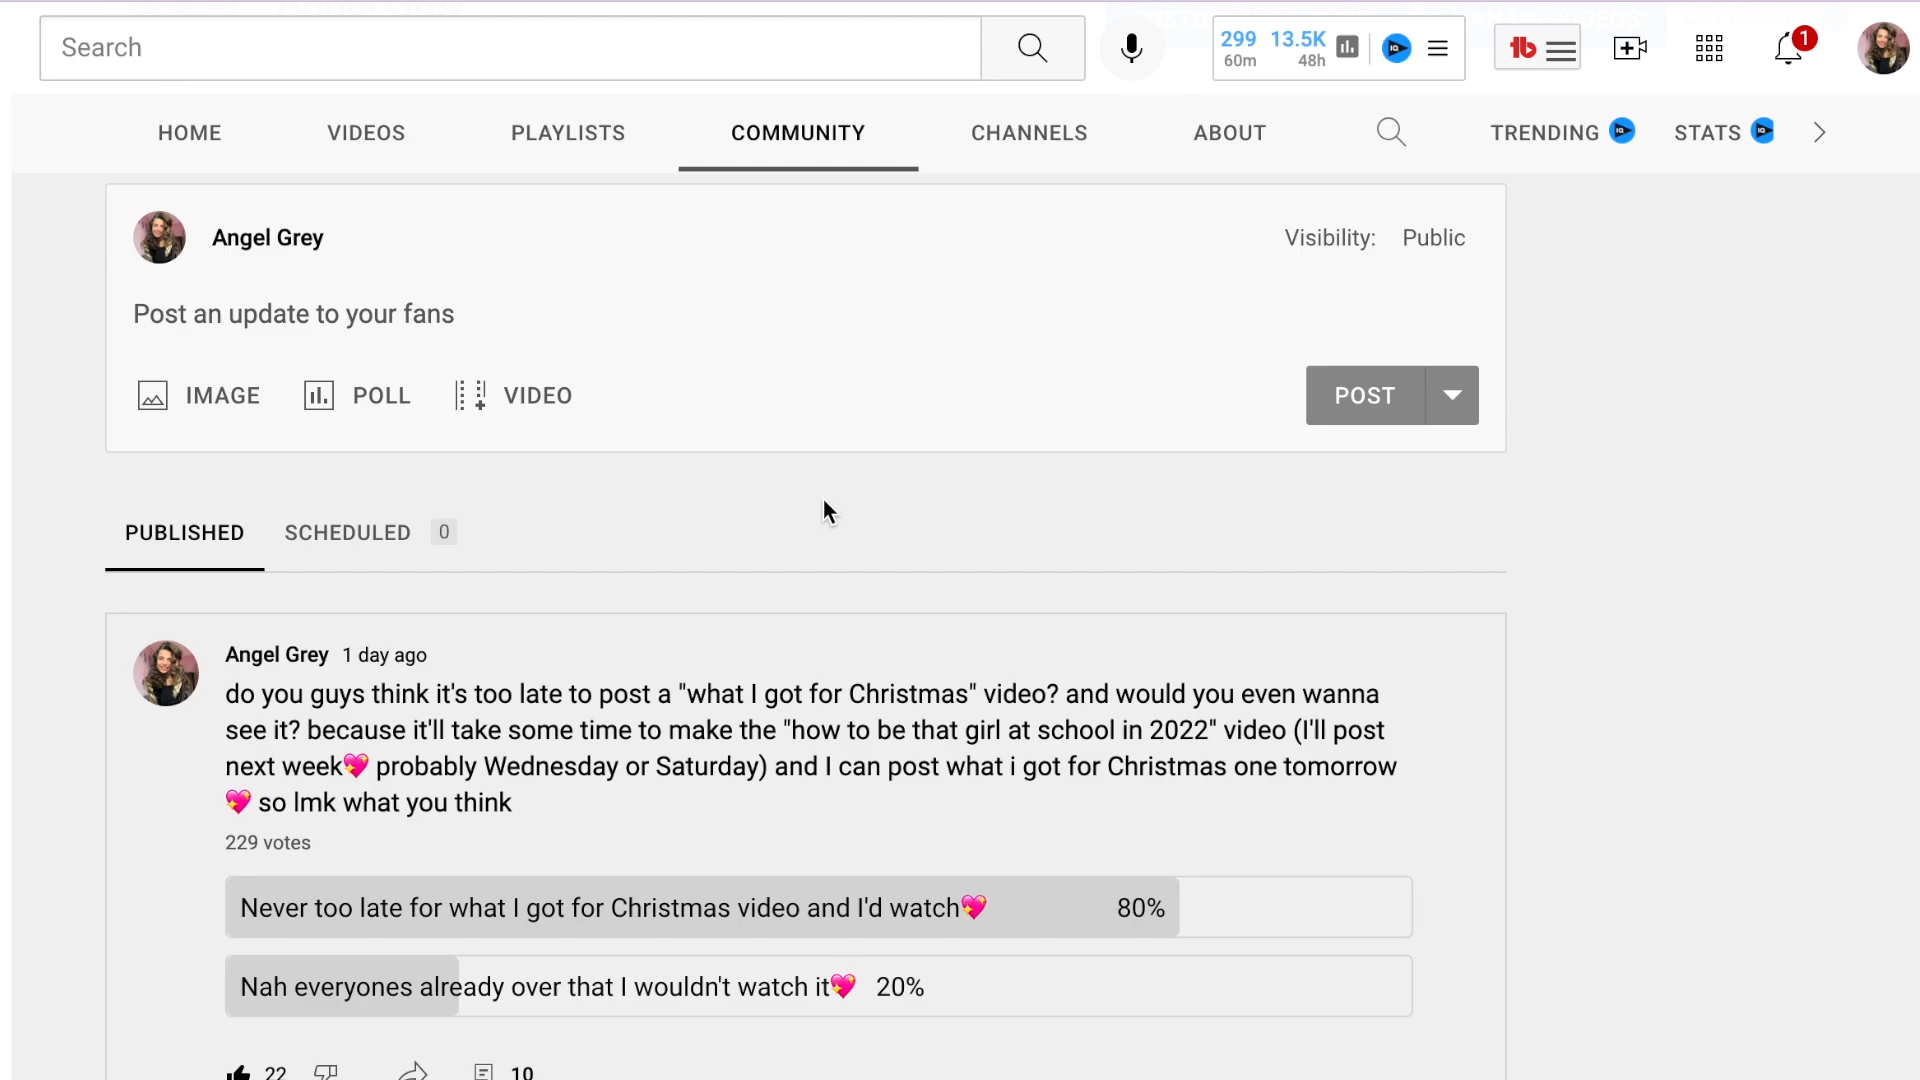 Search
299 13.5K
60m 48h
1
HOME VIDEOS PLAYLISTS COMMUNITY CHANNELS ABOUT TRENDING STATS
Angel Grey Visibility: Public
Post an update to your fans
IMAGE POLL VIDEO POST
PUBLISHED SCHEDULED 0
Angel Grey 1 day ago
do you guys think it's too late to post a "what I got for Christmas" video? and would you even wanna
see it? because it'll take some time to make the "how to be that girl at school in 2022" video (I'll post
next week💖 probably Wednesday or Saturday) and I can post what i got for Christmas one tomorrow
💖 so lmk what you think
229 votes
Never too late for what I got for Christmas video and I'd watch💖 80%
Nah everyones already over that I wouldn't watch it💖 20%
22 10